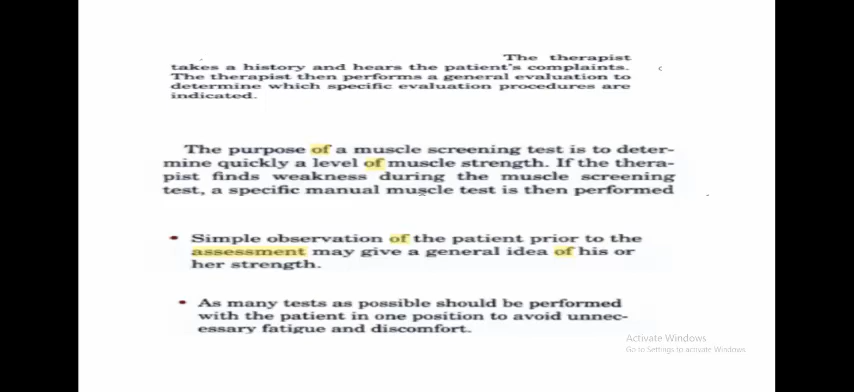 The therapist
takes a history and hears the patient's complaints.
The therapist then performs a general evaluation to
determine which specific evaluation procedures are
indicated.
The purpose of a muscle screening test is to deter-
mine quickly a level of muscle strength. If the thera-
pist finds weakness during the muscle screening
test, a specific manual muscle test is then performed
• Simple observation of the patient prior to the
assessment may give a general idea of his or
her strength.
• As many tests as possible should be performed
with the patient in one position to avoid unnec-
essary fatigue and discomfort.
Activate Windows
Go to Settings to activate Windows.